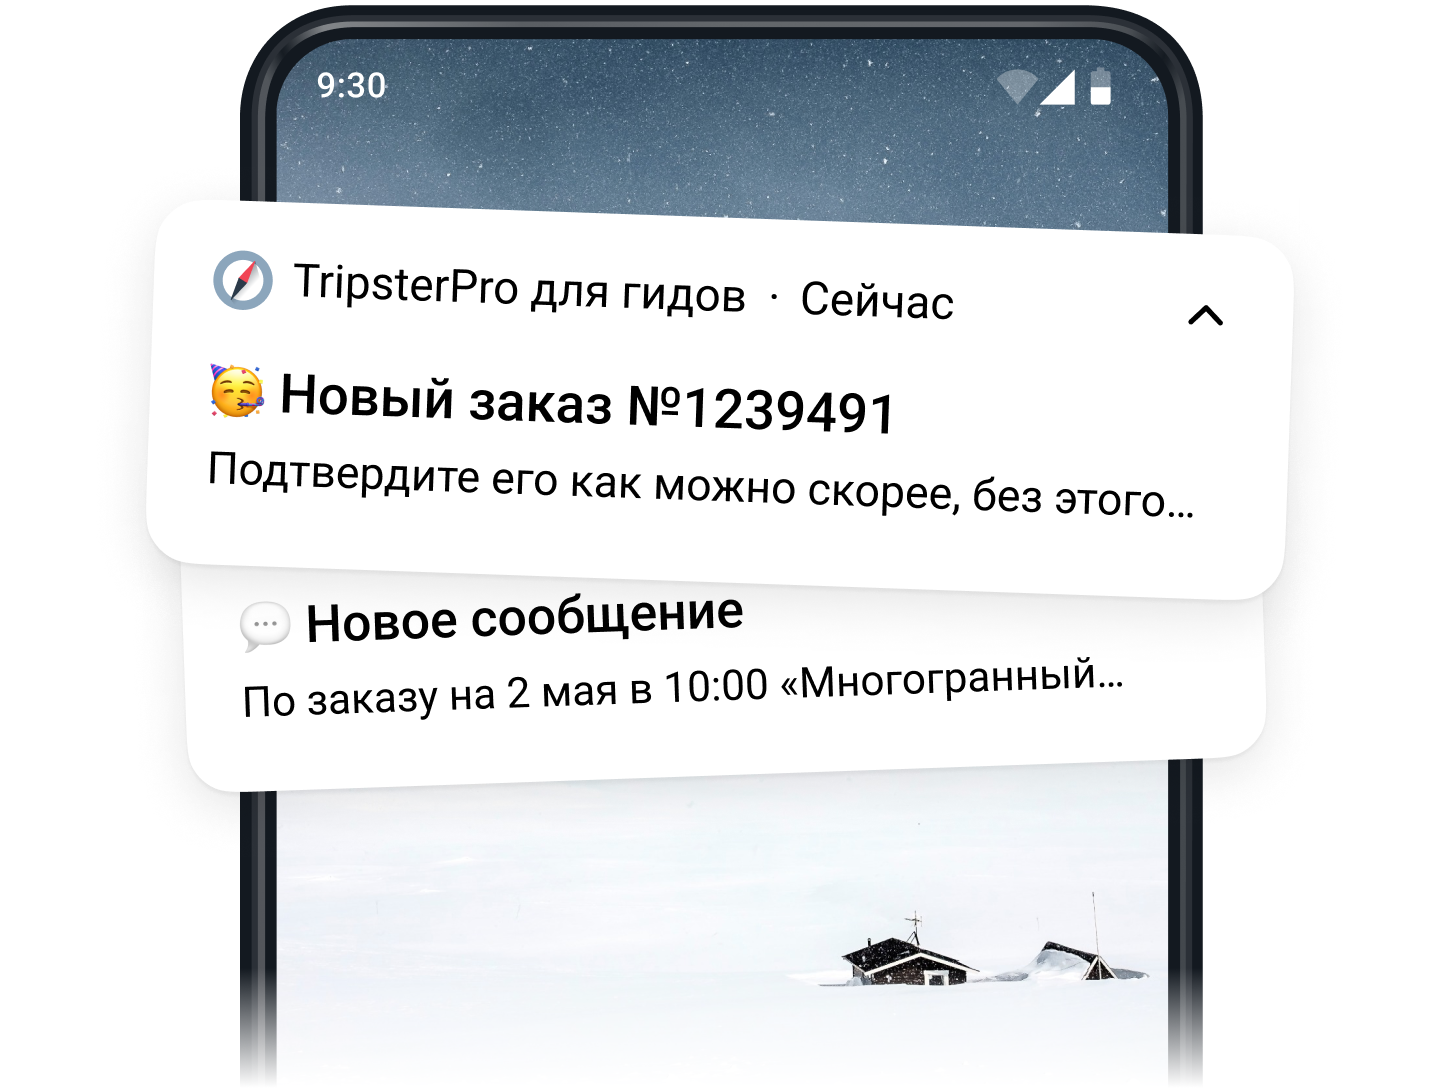 9:30
TripsterPro для гидов · Сейчас
🥳 Новый заказ №1239491
Подтвердите его как можно скорее, без этого...
💬 Новое сообщение
По заказу на 2 мая в 10:00 «Многогранный...